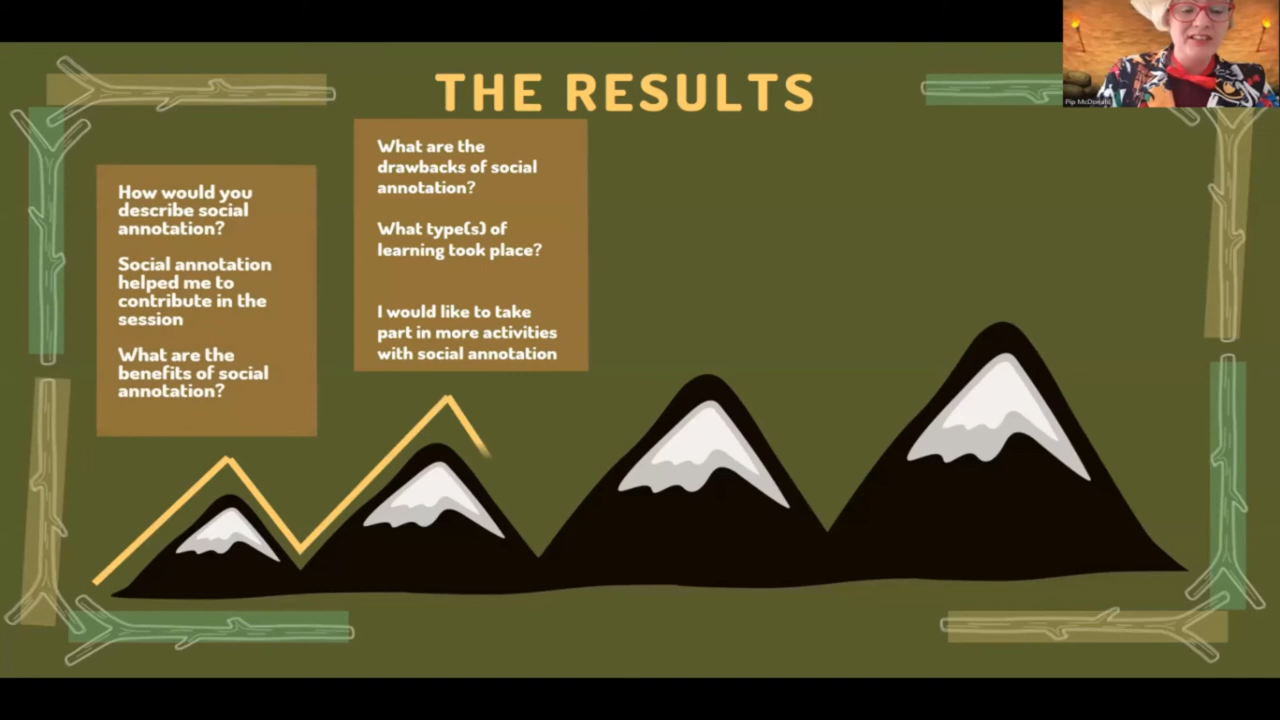 THE RESULTS
How would you
describe social
annotation?
Social annotation
helped me to
contribute in the
session
What are the
benefits of social
annotation?
What are the
drawbacks of social
annotation?
What type(s) of
learning took place?
I would like to take
part in more activities
with social annotation
Pip McDonald